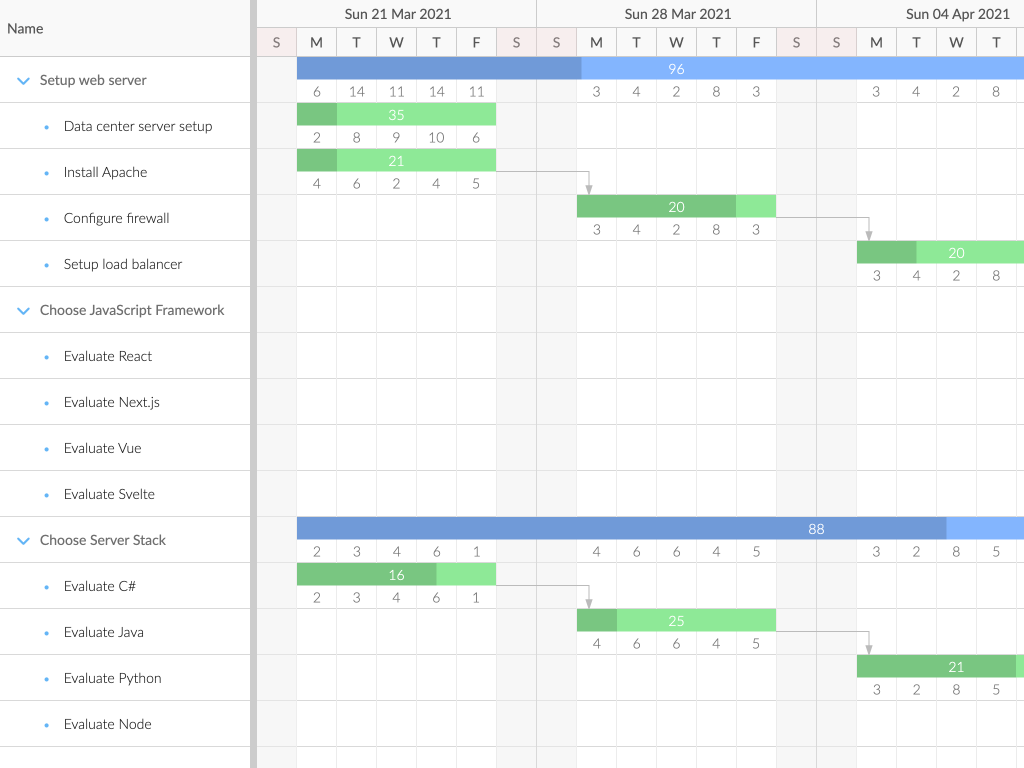 Name
Sun 21 Mar 2021 Sun 28 Mar 2021 Sun 04 Apr 2021
S M T W T F S S M T W T F S S M T W T
Setup web server 96
6 14 11 14 11 3 4 2 8 3 3 4 2 8
Data center server setup 35
2 8 9 10 6
Install Apache 21
4 6 2 4 5
Configure firewall 20
3 4 2 8 3
Setup load balancer 20
3 4 2 8
Choose JavaScript Framework
Evaluate React
Evaluate Next.js
Evaluate Vue
Evaluate Svelte
Choose Server Stack 88
2 3 4 6 1 4 6 6 4 5 3 2 8 5
Evaluate C# 16
2 3 4 6 1
Evaluate Java 25
4 6 6 4 5
Evaluate Python 21
3 2 8 5
Evaluate Node